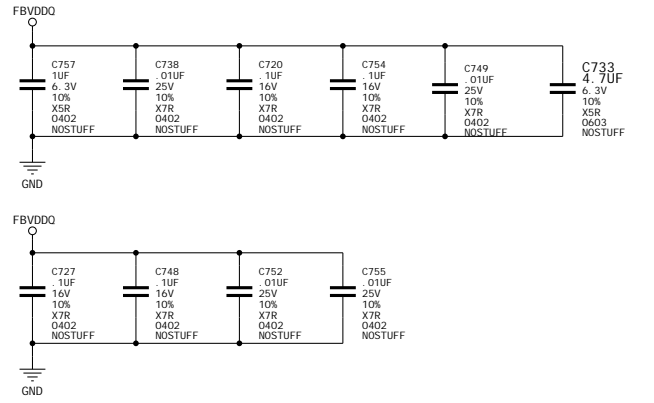 FBVDDQ
C757
1UF
6.3V
10%
X5R
0402
NOSTUFF
C738
.01UF
25V
10%
X7R
0402
NOSTUFF
C720
.1UF
16V
10%
X7R
0402
NOSTUFF
C754
.1UF
16V
10%
X7R
0402
NOSTUFF
C749
.01UF
25V
10%
X7R
0402
NOSTUFF
C733
4.7UF
6.3V
10%
X5R
0603
NOSTUFF
GND
FBVDDQ
C727
.1UF
16V
10%
X7R
0402
NOSTUFF
C748
.1UF
16V
10%
X7R
0402
NOSTUFF
C752
.01UF
25V
10%
X7R
0402
NOSTUFF
C755
.01UF
25V
10%
X7R
0402
NOSTUFF
GND